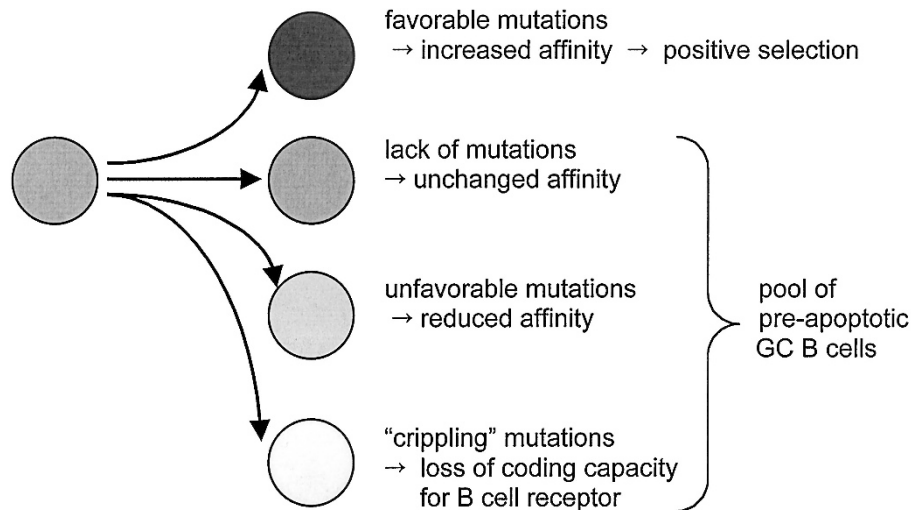 favorable mutations
→ increased affinity → positive selection
lack of mutations
→ unchanged affinity
unfavorable mutations
→ reduced affinity
“crippling” mutations
→ loss of coding capacity
for B cell receptor
pool of
pre-apoptotic
GC B cells